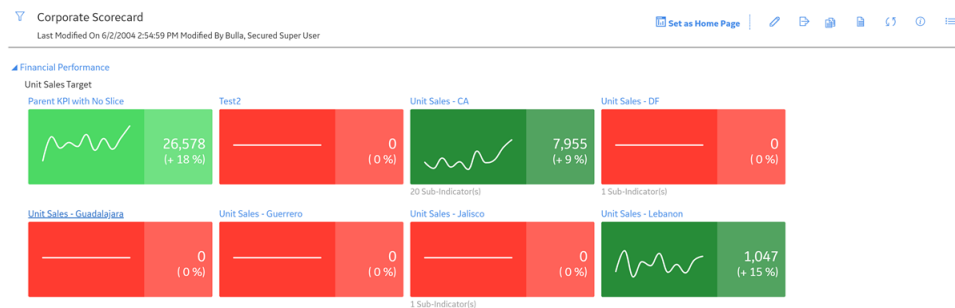 Corporate Scorecard
Set as Home Page
Last Modified On 6/2/2004 2:54:59 PM Modified By Bulla, Secured Super User
Financial Performance
Unit Sales Target
Parent KPI with No Slice
Test2
Unit Sales - CA
Unit Sales - DF
26,578
(+ 18 %)
0
( 0 %)
7,955
(+ 9 %)
0
( 0 %)
20 Sub-Indicator(s)
1 Sub-Indicator(s)
Unit Sales - Guadalajara
Unit Sales - Guerrero
Unit Sales - Jalisco
Unit Sales - Lebanon
0
( 0 %)
0
( 0 %)
0
( 0 %)
1,047
(+ 15 %)
1 Sub-Indicator(s)